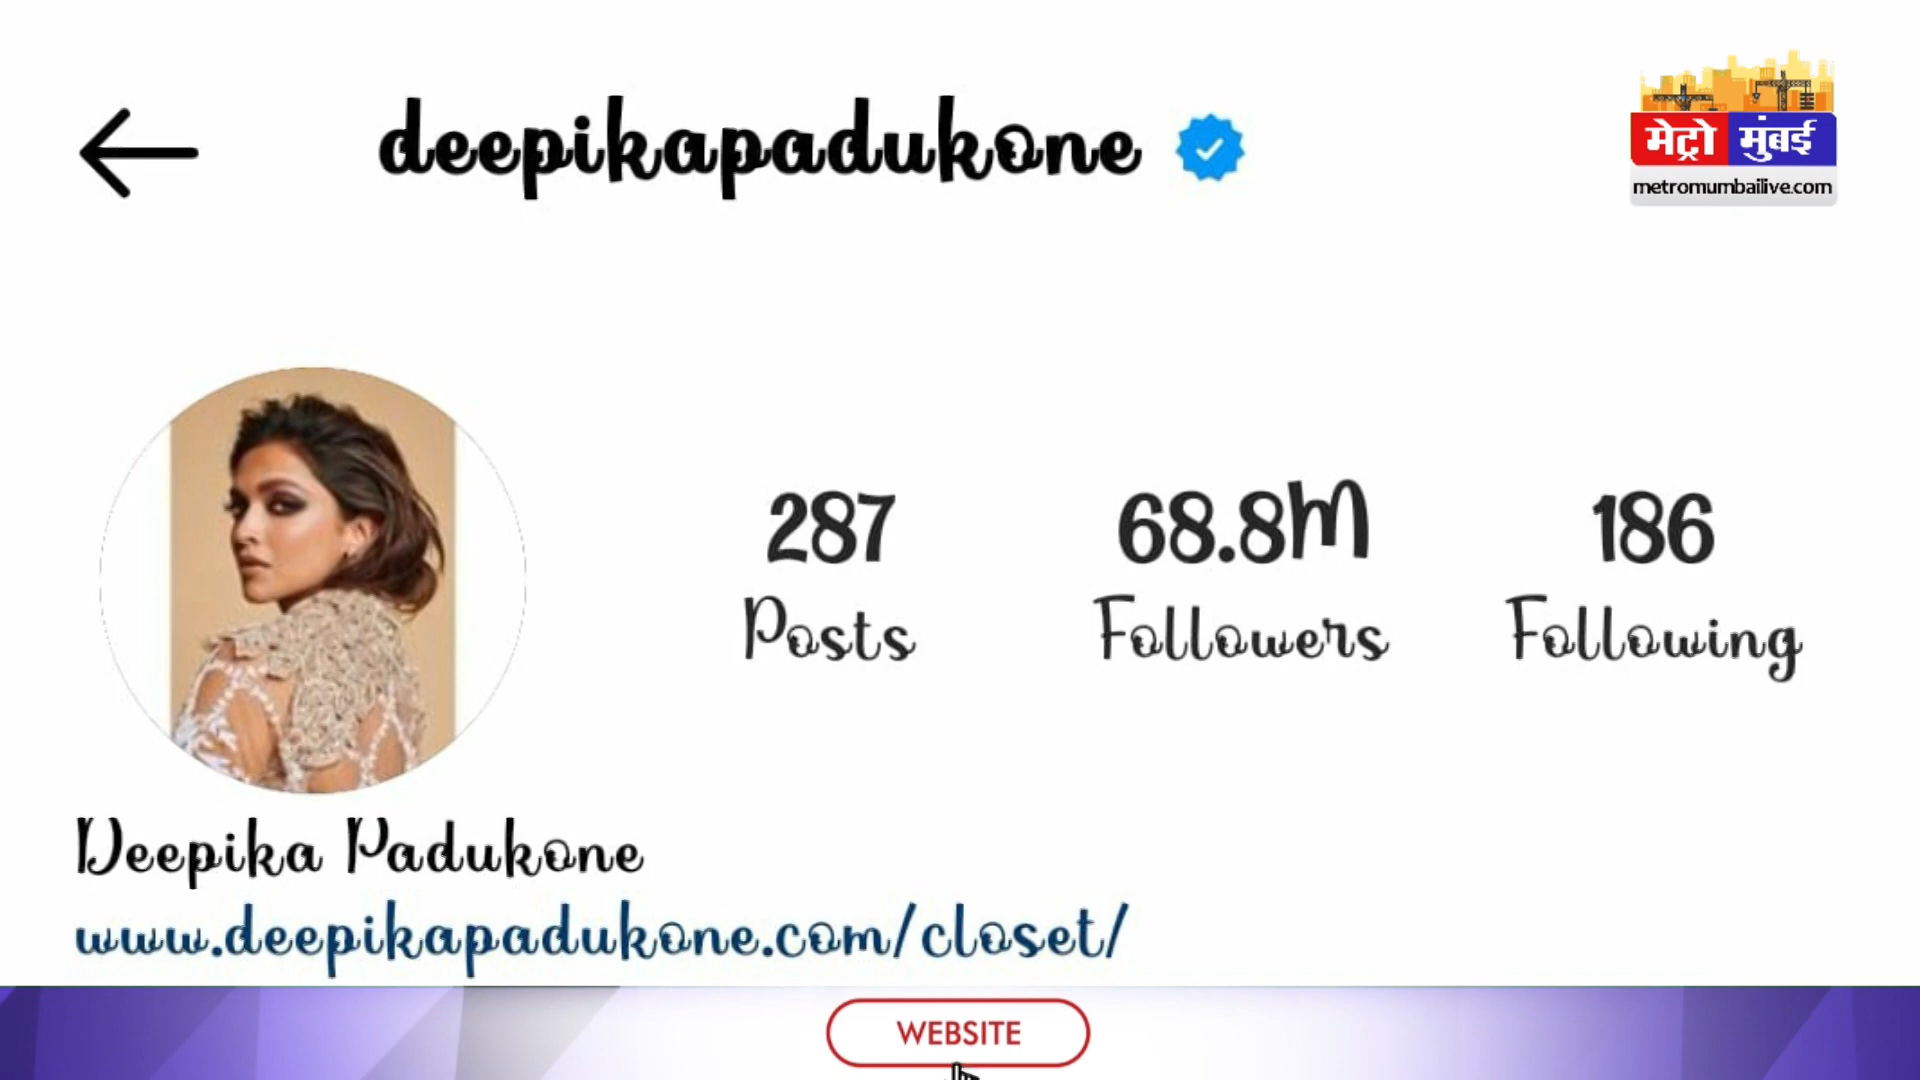 deepikapadukone
मेट्रो मुंबई
metromumbailive.com
287
Posts
68.8M
Followers
186
Following
Deepika Padukone
www.deepikapadukone.com/closet/
WEBSITE